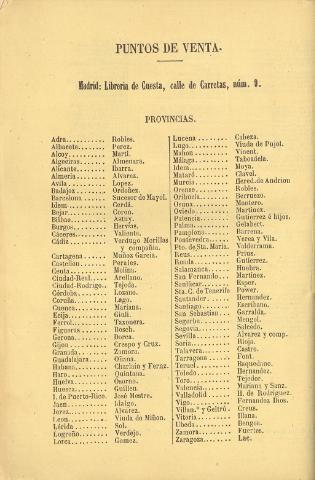 PUNTOS DE VENTA.
Madrid: Libreria de Cuesta, calle de Carretas, núm. 9.
PROVINCIAS.
Adra......... Robles.
Albacete...... Perez.
Alcoy........ Martí.
Algeciras..... Almenara.
Alicante...... Ibarra.
Almeria...... Alvarez.
Avila........ Lopez.
Badajoz...... Ordoñez.
Barcelona..... Sucesor de Mayol.
Idem......... Cerdá.
Bejar......... Coron.
Bilbao........ Astuy.
Burgos....... Hervias.
Cáceres...... Valiente.
Cádiz........ Verdugo Morillas
y compañia.
Cartagena.... Muñoz Garcia.
Castellon..... Perales.
Ceuta........ Molina.
Ciudad-Real.. Arellano.
Ciudad-Rodrigo.. Tejeda.
Córdoba...... Lozano.
Coruña...... Lago.
Cuenca...... Mariana.
Ecija........ Giuli.
Ferrol....... Taxonera.
Figueras..... Bosch.
Gerona...... Dorca.
Gijon........ Crespo y Cruz.
Granada..... Zamora.
Guadalajara.. Oñana.
Habana...... Charlain y Feraz.
Haro........ Quintana.
Huelva....... Osorno.
Huesca...... Guillen.
I. de Puerto-Rico. José Mestre.
Jaen......... Idalgo.
Jerez......... Alvarez.
Leon......... Viuda de Miñon.
Lérida....... Sol.
Logroño...... Verdejo.
Lorca........ Gomez.
Lucena....... Cabeza.
Lugo......... Viuda de Pujol.
Mahon....... Vinent.
Málaga....... Taboadela.
Idem......... Moya.
Mataró....... Clavel.
Murcia....... Hered.de Andrion
Orense....... Robles.
Orihuela...... Berruezo.
Osuna........ Montero.
Oviedo....... Martinez.
Palencia...... Gutierrez é hijos.
Palma........ Gelabert.
Pamplona..... Barrena.
Pontevedra... Verea y Vila.
Pto. de Sta. María. Valderrama.
Reus......... Prius.
Ronda........ Gutierrez.
Salamanca.... Huebra.
San Fernando. Martinez.
Sanlúcar...... Esper.
Sta. C. de Tenerife Power.
Santander.... Hernandez.
Santiago...... Escribano.
San Sebastian. Garralda.
Segorbe...... Mengol.
Segovia...... Salcedo.
Sevilla....... Alvarez y comp.
Soria........ Rioja.
Talavera..... Castro.
Tarragona.... Font.
Teruel....... Baquedano.
Toledo....... Hernandez.
Toro......... Tejedor.
Valencia...... Mariana y Sanz.
Valladolid.... H. de Rodriguez.
Vigo......... Fernandez Dios.
Villan.ª y Geltrú. Creus.
Vitoria....... Illana.
Ubeda....... Bengoa.
Zamora...... Fuertes.
Zaragoza..... Lac.